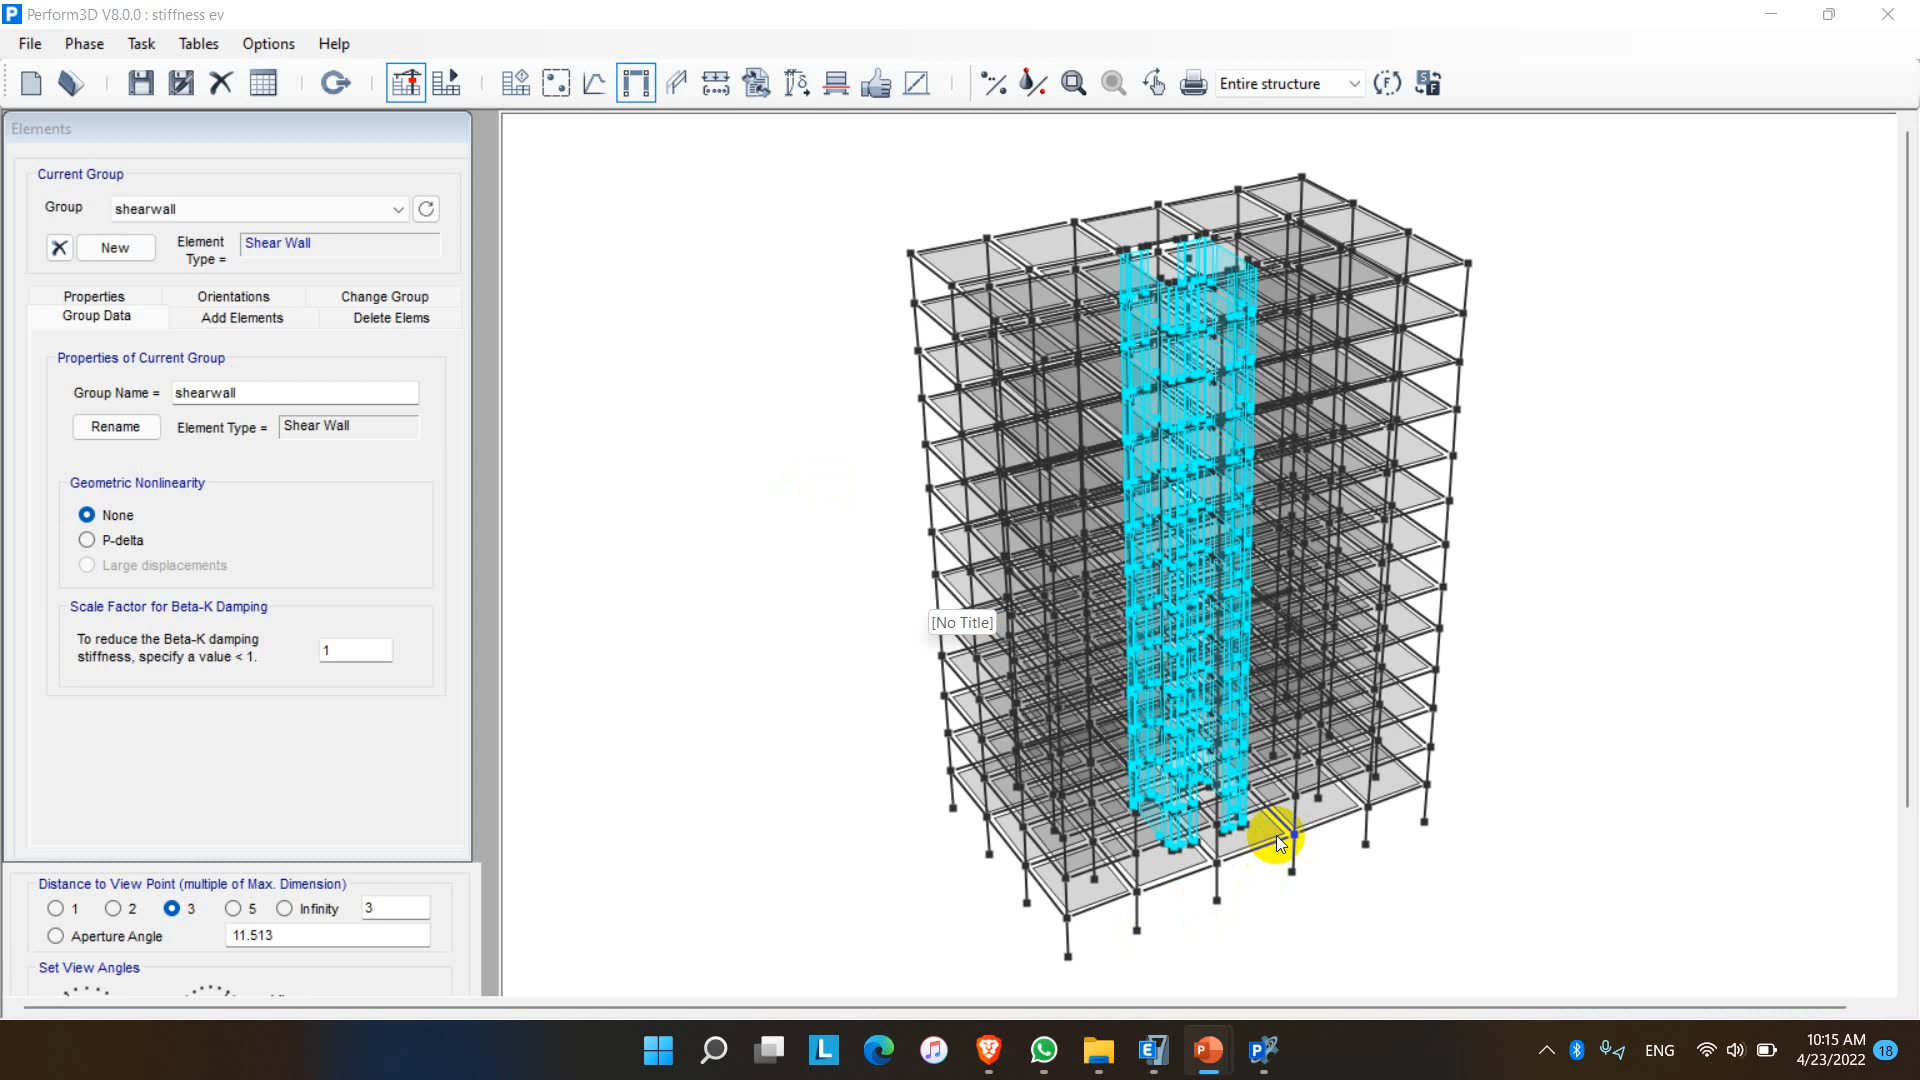 Perform3D V8.0.0 : stiffness ev
File Phase Task Tables Options Help
Entire structure
Elements
Current Group
Group shearwall
New Element Type = Shear Wall
Properties Orientations Change Group
Group Data Add Elements Delete Elems
Properties of Current Group
Group Name = shearwall
Rename Element Type = Shear Wall
Geometric Nonlinearity
None
P-delta
Large displacements
Scale Factor for Beta-K Damping
To reduce the Beta-K damping
stiffness, specify a value < 1. 1
[No Title]
Distance to View Point (multiple of Max. Dimension)
1 2 3 5 Infinity 3
Aperture Angle 11.513
Set View Angles
ENG
10:15 AM
4/23/2022
18